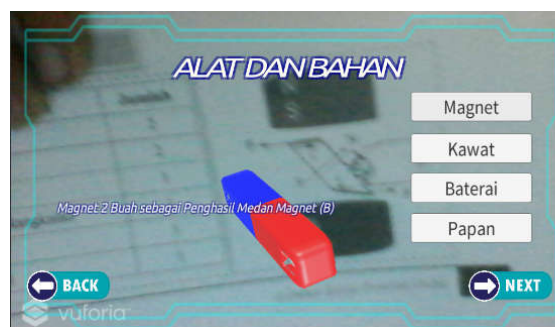 ALAT DAN BAHAN
Magnet
Kawat
Baterai
Papan
Magnet 2 Buah sebagai Penghasil Medan Magnet (B)
BACK
NEXT
vuforia